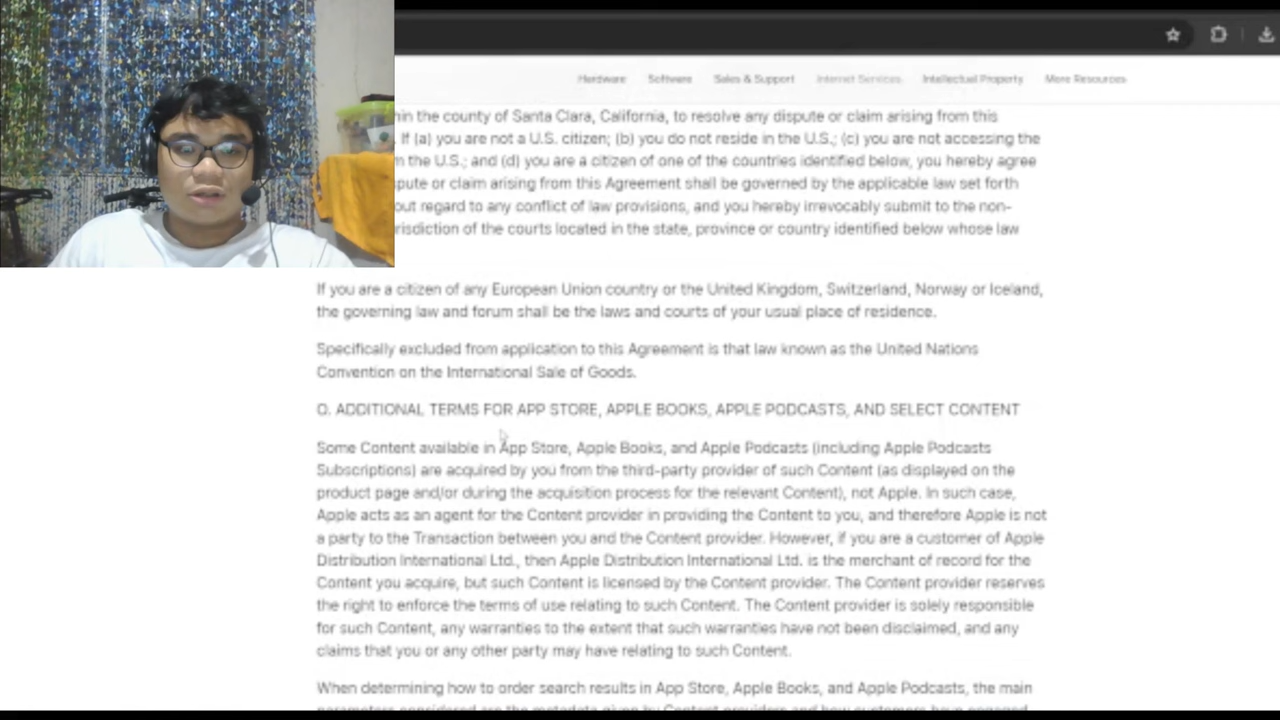 Hardware Software Sales & Support Internet Services Intellectual Property More Resources
hin the county of Santa Clara, California, to resolve any dispute or claim arising from this
. If (a) you are not a U.S. citizen; (b) you do not reside in the U.S.; (c) you are not accessing the
m the U.S.; and (d) you are a citizen of one of the countries identified below, you hereby agree
pute or claim arising from this Agreement shall be governed by the applicable law set forth
out regard to any conflict of law provisions, and you hereby irrevocably submit to the non-
risdiction of the courts located in the state, province or country identified below whose law
If you are a citizen of any European Union country or the United Kingdom, Switzerland, Norway or Iceland,
the governing law and forum shall be the laws and courts of your usual place of residence.
Specifically excluded from application to this Agreement is that law known as the United Nations
Convention on the International Sale of Goods.
O. ADDITIONAL TERMS FOR APP STORE, APPLE BOOKS, APPLE PODCASTS, AND SELECT CONTENT
Some Content available in App Store, Apple Books, and Apple Podcasts (including Apple Podcasts
Subscriptions) are acquired by you from the third-party provider of such Content (as displayed on the
product page and/or during the acquisition process for the relevant Content), not Apple. In such case,
Apple acts as an agent for the Content provider in providing the Content to you, and therefore Apple is not
a party to the Transaction between you and the Content provider. However, if you are a customer of Apple
Distribution International Ltd., then Apple Distribution International Ltd. is the merchant of record for the
Content you acquire, but such Content is licensed by the Content provider. The Content provider reserves
the right to enforce the terms of use relating to such Content. The Content provider is solely responsible
for such Content, any warranties to the extent that such warranties have not been disclaimed, and any
claims that you or any other party may have relating to such Content.
When determining how to order search results in App Store, Apple Books, and Apple Podcasts, the main
parameters considered are the metadata given by Content providers and how customers have engaged